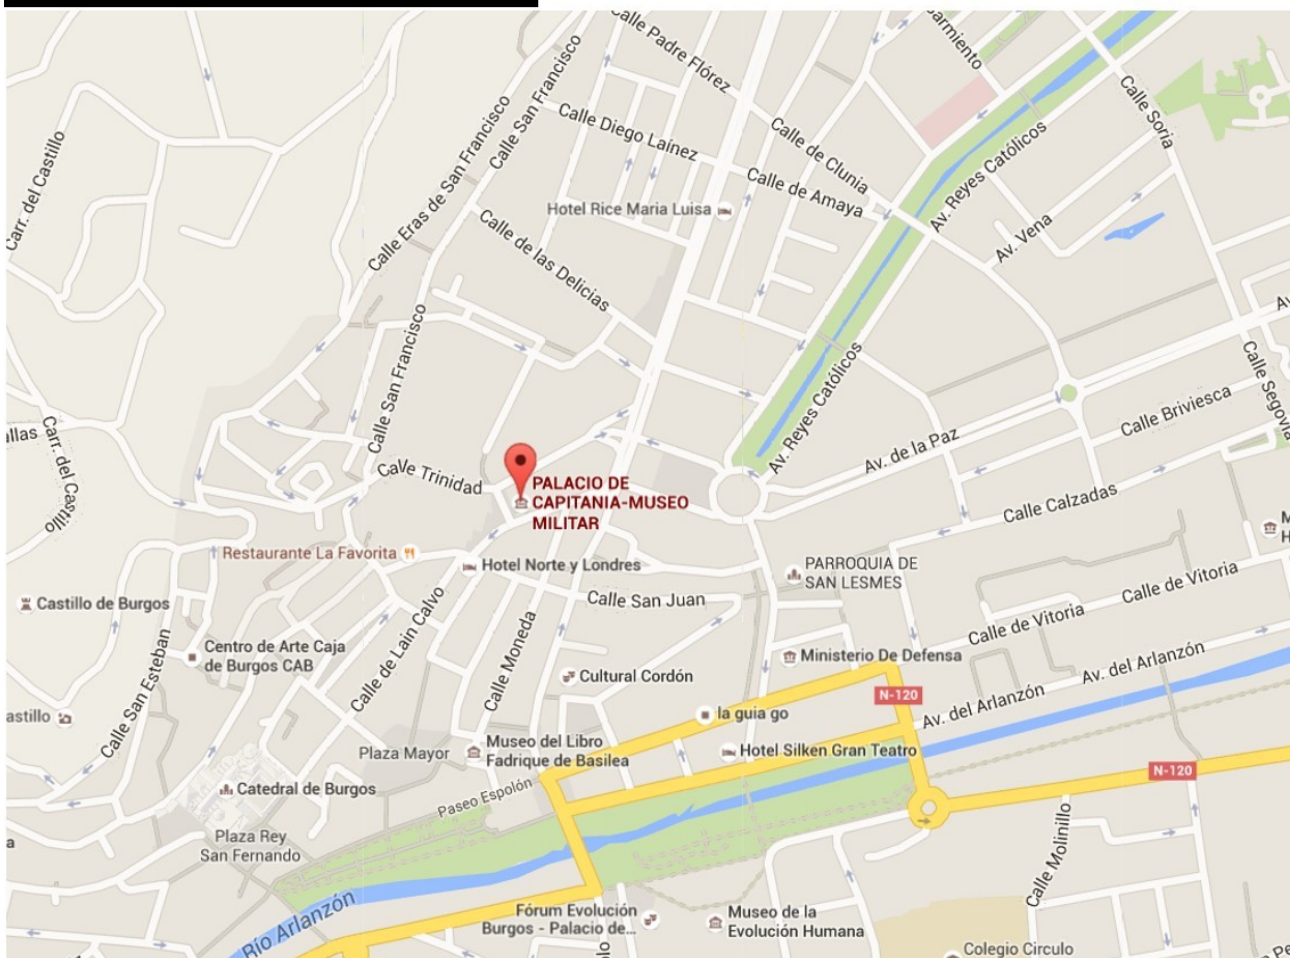 Calle Padre Flórez
armiento
Calle San Francisco
Calle Eras de San Francisco
Calle Soria
Calle Diego Laínez
Calle de Clunia
Carr. del Castillo
Calle de Amaya
Av. Reyes Católicos
Hotel Rice Maria Luisa
Av. Vena
Calle de las Delicias
Av
Calle San Francisco
Av. Reyes Católicos
Calle Segovia
Calle Briviesca
allas
Carr. del Castillo
Av. de la Paz
Calle Trinidad
PALACIO DE
CAPITANIA-MUSEO
MILITAR
Calle Calzadas
M
H
Restaurante La Favorita
Hotel Norte y Londres
PARROQUIA DE
SAN LESMES
Calle de Vitoria
Castillo de Burgos
Calle San Juan
Calle de Vitoria
Centro de Arte Caja
de Burgos CAB
Calle de Lain Calvo
Calle Moneda
Ministerio De Defensa
Av. del Arlanzón
Cultural Cordón
N-120
Calle San Esteban
astillo
la guia go
Av. del Arlanzón
Plaza Mayor
Museo del Libro
Fadrique de Basilea
Hotel Silken Gran Teatro
N-120
Catedral de Burgos
Paseo Espolón
Plaza Rey
San Fernando
a
Calle Molinillo
Río Arlanzón
Fórum Evolución
Burgos - Palacio de...
Museo de la
Evolución Humana
lo
Colegio Circulo
Pe